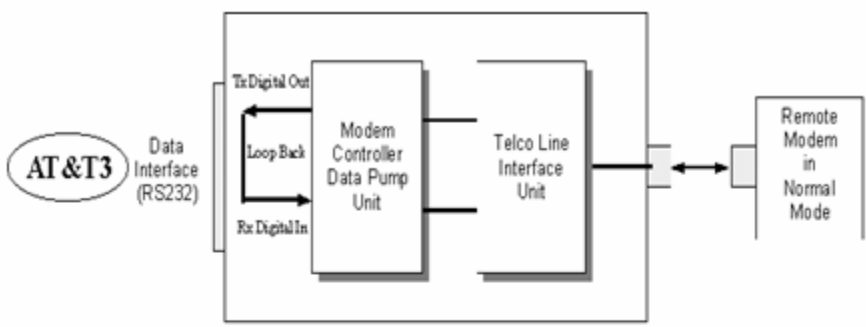 AT&T3
Data
Interface
(RS232)
Tx Digital Out
Loop Back
Rx Digital In
Modem
Controller
Data Pump
Unit
Telco Line
Interface
Unit
Remote
Modem
in
Normal
Mode